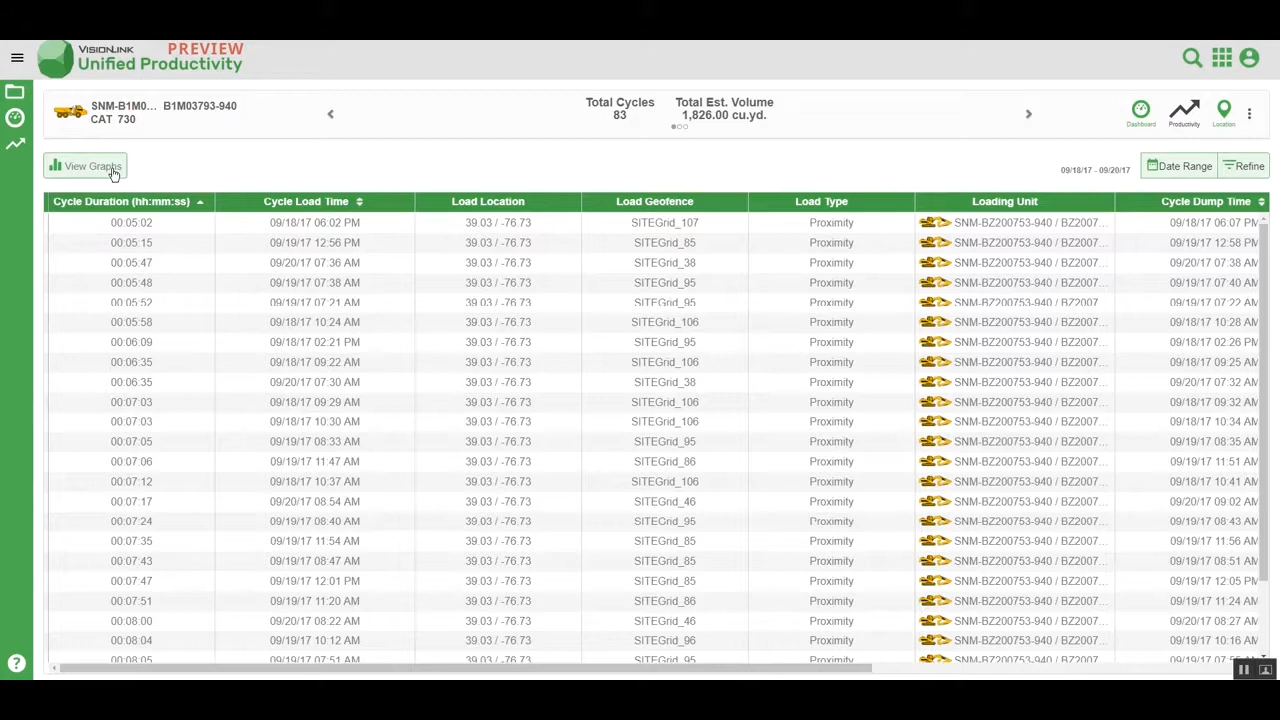 VISIONLINK PREVIEW
Unified Productivity
SNM-B1M0... B1M03793-940
CAT 730
Total Cycles Total Est. Volume
83 1,826.00 cu.yd.
Dashboard Productivity Location
View Graphs
09/18/17 - 09/20/17 Date Range Refine
Cycle Duration (hh:mm:ss) Cycle Load Time Load Location Load Geofence Load Type Loading Unit Cycle Dump Time
00:05:02 09/18/17 06:02 PM 39.03 / -76.73 SITEGrid_107 Proximity SNM-BZ200753-940 / BZ2007... 09/18/17 06:07 PM
00:05:15 09/19/17 12:56 PM 39.03 / -76.73 SITEGrid_85 Proximity SNM-BZ200753-940 / BZ2007... 09/19/17 12:58 PM
00:05:47 09/20/17 07:36 AM 39.03 / -76.73 SITEGrid_38 Proximity SNM-BZ200753-940 / BZ2007... 09/20/17 07:38 AM
00:05:48 09/19/17 07:38 AM 39.03 / -76.73 SITEGrid_95 Proximity SNM-BZ200753-940 / BZ2007... 09/19/17 07:40 AM
00:05:52 09/19/17 07:21 AM 39.03 / -76.73 SITEGrid_95 Proximity SNM-BZ200753-940 / BZ2007... 09/19/17 07:22 AM
00:05:58 09/18/17 10:24 AM 39.03 / -76.73 SITEGrid_106 Proximity SNM-BZ200753-940 / BZ2007... 09/18/17 10:28 AM
00:06:09 09/18/17 02:21 PM 39.03 / -76.73 SITEGrid_95 Proximity SNM-BZ200753-940 / BZ2007... 09/18/17 02:26 PM
00:06:35 09/18/17 09:22 AM 39.03 / -76.73 SITEGrid_106 Proximity SNM-BZ200753-940 / BZ2007... 09/18/17 09:25 AM
00:06:35 09/20/17 07:30 AM 39.03 / -76.73 SITEGrid_38 Proximity SNM-BZ200753-940 / BZ2007... 09/20/17 07:32 AM
00:07:03 09/18/17 09:29 AM 39.03 / -76.73 SITEGrid_106 Proximity SNM-BZ200753-940 / BZ2007... 09/18/17 09:32 AM
00:07:03 09/18/17 10:30 AM 39.03 / -76.73 SITEGrid_106 Proximity SNM-BZ200753-940 / BZ2007... 09/18/17 10:34 AM
00:07:05 09/19/17 08:33 AM 39.03 / -76.73 SITEGrid_95 Proximity SNM-BZ200753-940 / BZ2007... 09/19/17 08:35 AM
00:07:06 09/19/17 11:47 AM 39.03 / -76.73 SITEGrid_86 Proximity SNM-BZ200753-940 / BZ2007... 09/19/17 11:51 AM
00:07:12 09/18/17 10:37 AM 39.03 / -76.73 SITEGrid_106 Proximity SNM-BZ200753-940 / BZ2007... 09/18/17 10:41 AM
00:07:17 09/20/17 08:54 AM 39.03 / -76.73 SITEGrid_46 Proximity SNM-BZ200753-940 / BZ2007... 09/20/17 09:02 AM
00:07:24 09/19/17 08:40 AM 39.03 / -76.73 SITEGrid_95 Proximity SNM-BZ200753-940 / BZ2007... 09/19/17 08:43 AM
00:07:35 09/19/17 11:54 AM 39.03 / -76.73 SITEGrid_85 Proximity SNM-BZ200753-940 / BZ2007... 09/19/17 11:56 AM
00:07:43 09/19/17 08:47 AM 39.03 / -76.73 SITEGrid_85 Proximity SNM-BZ200753-940 / BZ2007... 09/19/17 08:51 AM
00:07:47 09/19/17 12:01 PM 39.03 / -76.73 SITEGrid_85 Proximity SNM-BZ200753-940 / BZ2007... 09/19/17 12:05 PM
00:07:51 09/19/17 11:20 AM 39.03 / -76.73 SITEGrid_86 Proximity SNM-BZ200753-940 / BZ2007... 09/19/17 11:24 AM
00:08:00 09/20/17 08:22 AM 39.03 / -76.73 SITEGrid_46 Proximity SNM-BZ200753-940 / BZ2007... 09/20/17 08:27 AM
00:08:04 09/19/17 10:12 AM 39.03 / -76.73 SITEGrid_96 Proximity SNM-BZ200753-940 / BZ2007... 09/19/17 10:16 AM
00:08:05 09/19/17 07:51 AM 39.03 / -76.73 SITEGrid_95 Proximity SNM-BZ200753-940 / BZ2007... 09/19/17 AM